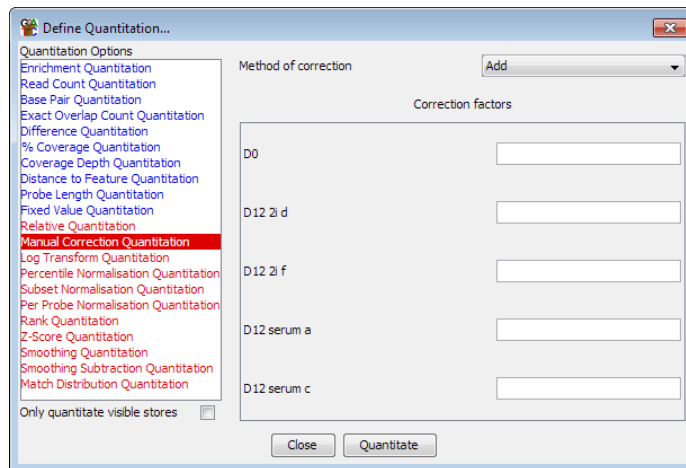 Define Quantitation...
Quantitation Options
Enrichment Quantitation
Read Count Quantitation
Base Pair Quantitation
Exact Overlap Count Quantitation
Difference Quantitation
% Coverage Quantitation
Coverage Depth Quantitation
Distance to Feature Quantitation
Probe Length Quantitation
Fixed Value Quantitation
Relative Quantitation
Manual Correction Quantitation
Log Transform Quantitation
Percentile Normalisation Quantitation
Subset Normalisation Quantitation
Per Probe Normalisation Quantitation
Rank Quantitation
Z-Score Quantitation
Smoothing Quantitation
Smoothing Subtraction Quantitation
Match Distribution Quantitation
Only quantitate visible stores
Method of correction Add
Correction factors
D0
D12 2i d
D12 2i f
D12 serum a
D12 serum c
Close Quantitate